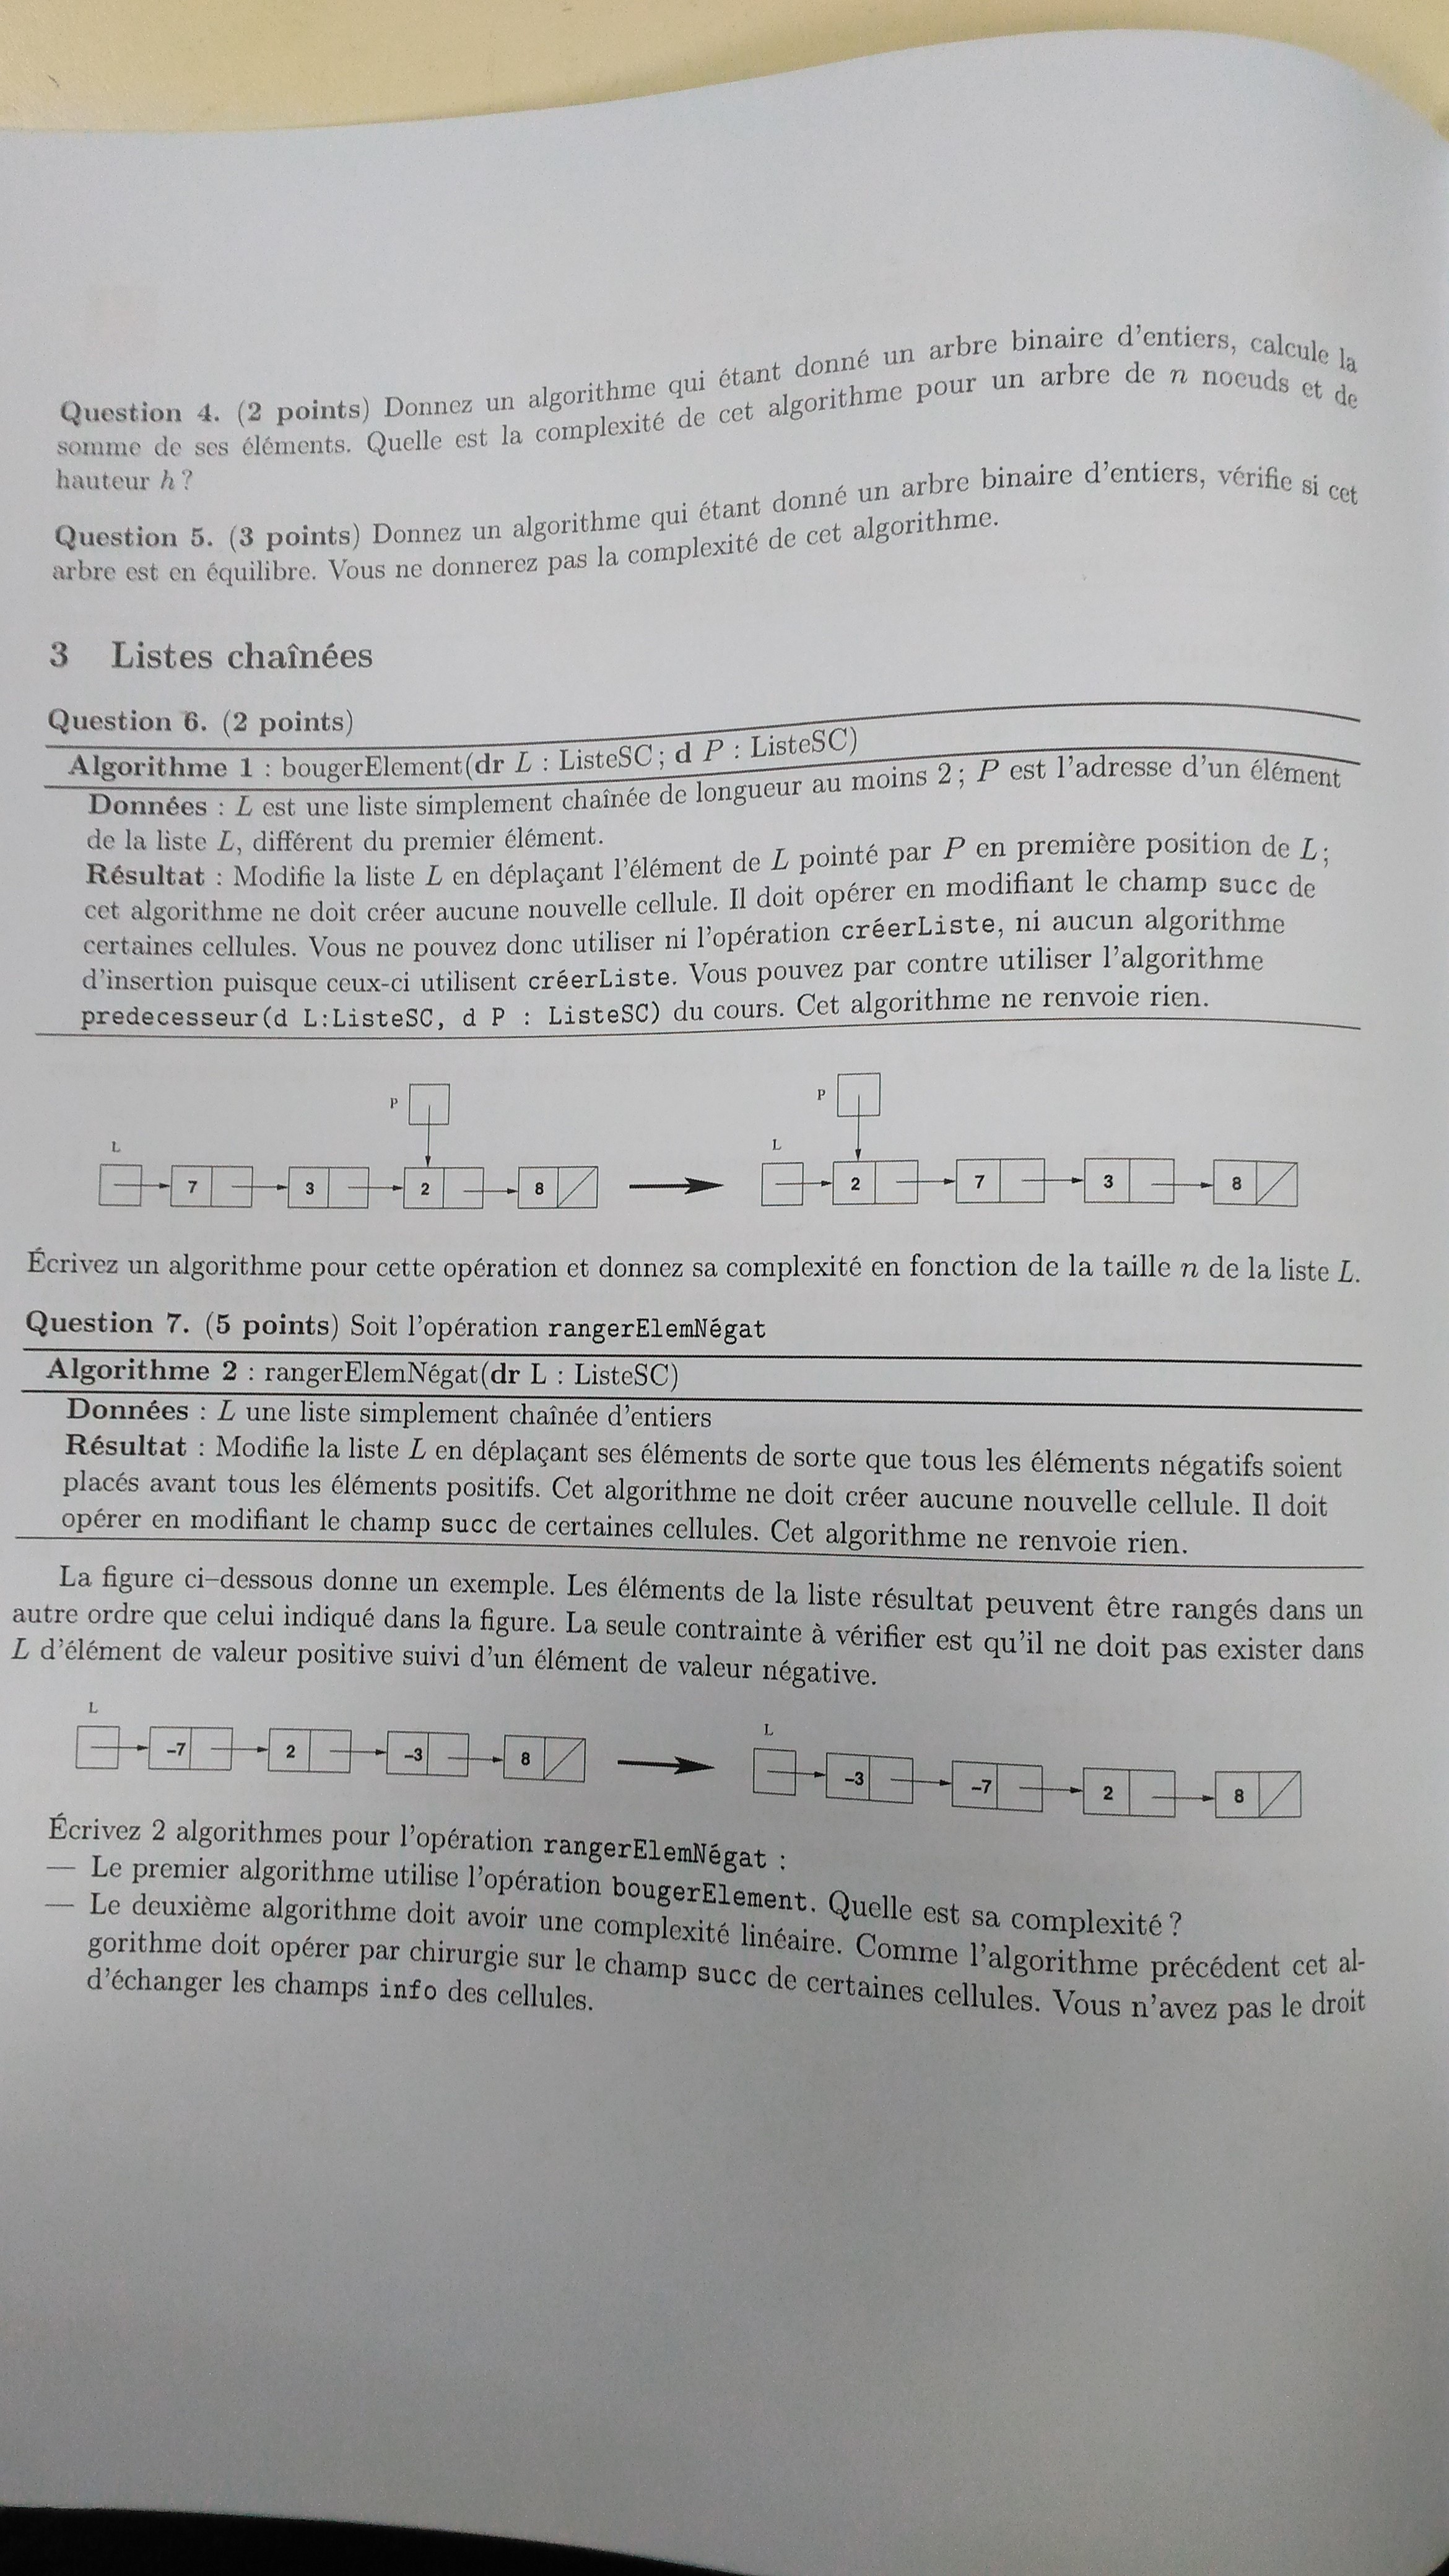 Question 4. (2 points) Donnez un algorithme qui étant donné un arbre binaire d'entiers, calcule la
somme de ses éléments. Quelle est la complexité de cet algorithme pour un arbre de n noeuds et de
hauteur h ?
Question 5. (3 points) Donnez un algorithme qui étant donné un arbre binaire d'entiers, vérifie si cet
arbre est en équilibre. Vous ne donnerez pas la complexité de cet algorithme.
3 Listes chaînées
Question 6. (2 points)
Algorithme 1 : bougerElement(dr L : ListeSC ; d P : ListeSC)
Données : L est une liste simplement chaînée de longueur au moins 2 ; P est l'adresse d'un élément
de la liste L, différent du premier élément.
Résultat : Modifie la liste L en déplaçant l'élément de L pointé par P en première position de L ;
cet algorithme ne doit créer aucune nouvelle cellule. Il doit opérer en modifiant le champ succ de
certaines cellules. Vous ne pouvez donc utiliser ni l'opération créerListe, ni aucun algorithme
d'insertion puisque ceux-ci utilisent créerListe. Vous pouvez par contre utiliser l'algorithme
predecesseur(d L:ListeSC, d P : ListeSC) du cours. Cet algorithme ne renvoie rien.
P P
L L
7 3 2 8 2 7 3 8
Écrivez un algorithme pour cette opération et donnez sa complexité en fonction de la taille n de la liste L.
Question 7. (5 points) Soit l'opération rangerElemNégat
Algorithme 2 : rangerElemNégat(dr L : ListeSC)
Données : L une liste simplement chaînée d'entiers
Résultat : Modifie la liste L en déplaçant ses éléments de sorte que tous les éléments négatifs soient
placés avant tous les éléments positifs. Cet algorithme ne doit créer aucune nouvelle cellule. Il doit
opérer en modifiant le champ succ de certaines cellules. Cet algorithme ne renvoie rien.
La figure ci–dessous donne un exemple. Les éléments de la liste résultat peuvent être rangés dans un
autre ordre que celui indiqué dans la figure. La seule contrainte à vérifier est qu'il ne doit pas exister dans
L d'élément de valeur positive suivi d'un élément de valeur négative.
L L
–7 2 –3 8 –3 –7 2 8
Écrivez 2 algorithmes pour l'opération rangerElemNégat :
— Le premier algorithme utilise l'opération bougerElement. Quelle est sa complexité ?
— Le deuxième algorithme doit avoir une complexité linéaire. Comme l'algorithme précédent cet al-
gorithme doit opérer par chirurgie sur le champ succ de certaines cellules. Vous n'avez pas le droit
d'échanger les champs info des cellules.